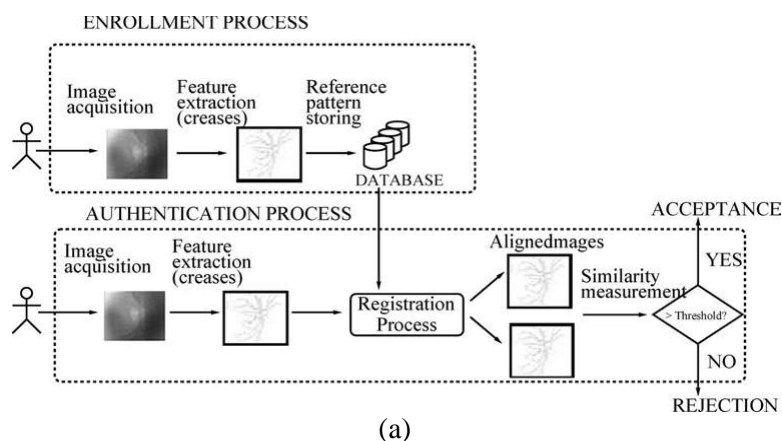 ENROLLMENT PROCESS
Image
acquisition
Feature
extraction
(creases)
Reference
pattern
storing
DATABASE
AUTHENTICATION PROCESS
Image
acquisition
Feature
extraction
(creases)
Registration
Process
Alignedmages
Similarity
measurement
> Threshold?
ACCEPTANCE
YES
NO
REJECTION
(a)